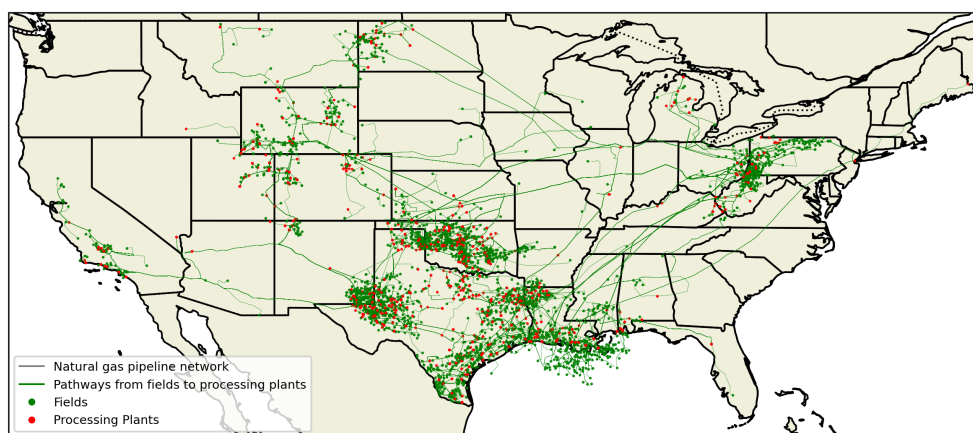 Natural gas pipeline network
Pathways from fields to processing plants
Fields
Processing Plants